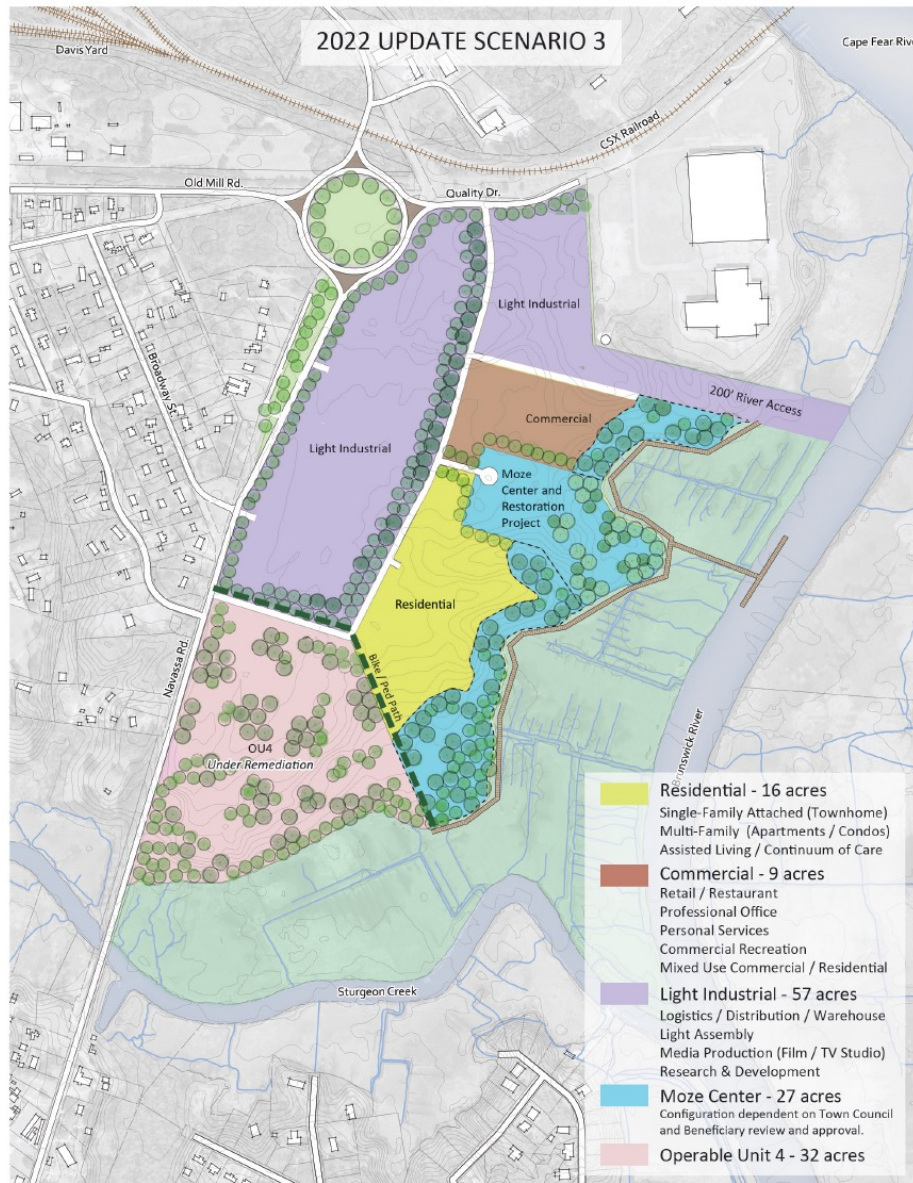 2022 UPDATE SCENARIO 3
Davis Yard
Cape Fear River
CSX Railroad
Old Mill Rd.
Quality Dr.
Light Industrial
Broadway St.
200' River Access
Commercial
Light Industrial
Moze
Center and
Restoration
Project
Residential
Navassa Rd.
Bike / Ped Path
OU4
Under Remediation
Brunswick River
Sturgeon Creek
Residential - 16 acres
Single-Family Attached (Townhome)
Multi-Family (Apartments / Condos)
Assisted Living / Continuum of Care
Commercial - 9 acres
Retail / Restaurant
Professional Office
Personal Services
Commercial Recreation
Mixed Use Commercial / Residential
Light Industrial - 57 acres
Logistics / Distribution / Warehouse
Light Assembly
Media Production (Film / TV Studio)
Research & Development
Moze Center - 27 acres
Configuration dependent on Town Council
and Beneficiary review and approval.
Operable Unit 4 - 32 acres